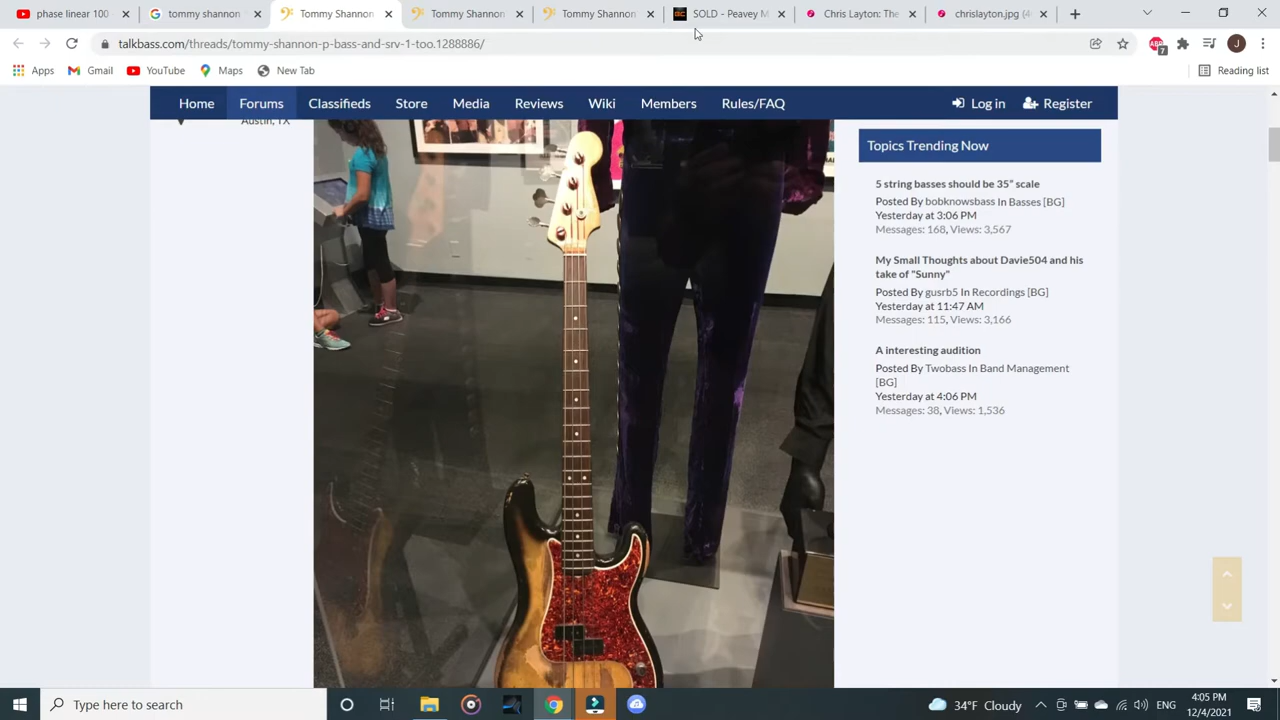 phase linear 100
tommy shannon
Tommy Shannon
Tommy Shannon
Tommy Shannon
SOLD - Peavey M
ChrisLayton: The
chrislayton.jpg (4
talkbass.com/threads/tommy-shannon-p-bass-and-srv-1-too.1288886/
7
J
Apps
Gmail
YouTube
Maps
New Tab
Reading list
Home
Forums
Classifieds
Store
Media
Reviews
Wiki
Members
Rules/FAQ
Log in
Register
Austin, TX
Topics Trending Now
5 string basses should be 35" scale
Posted By bobknowsbass In Basses [BG]
Yesterday at 3:06 PM
Messages: 168, Views: 3,567
My Small Thoughts about Davie504 and his
take of "Sunny"
Posted By gusrb5 In Recordings [BG]
Yesterday at 11:47 AM
Messages: 115, Views: 3,166
A interesting audition
Posted By Twobass In Band Management
[BG]
Yesterday at 4:06 PM
Messages: 38, Views: 1,536
Type here to search
34°F Cloudy
ENG
4:05 PM
12/4/2021